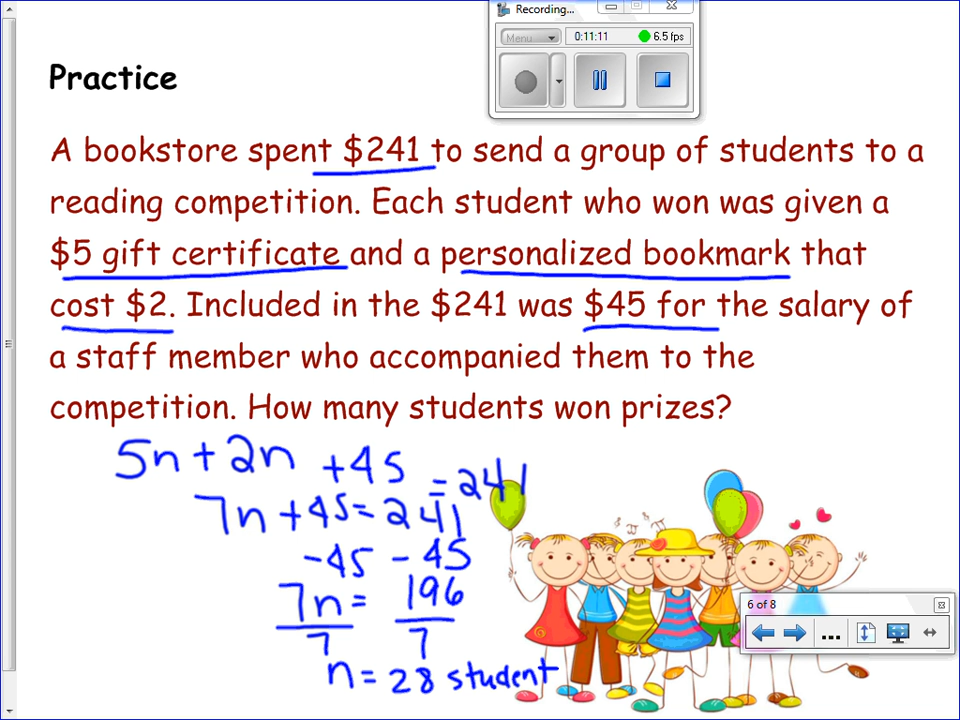 Recording...
Menu
0:11:11
6.5 fps
Practice
A bookstore spent $241 to send a group of students to a
reading competition. Each student who won was given a
$5 gift certificate and a personalized bookmark that
cost $2. Included in the $241 was $45 for the salary of
a staff member who accompanied them to the
competition. How many students won prizes?
5n + 2n + 45 = 241
7n + 45 = 241
- 45 - 45
7n = 196
7 7
n = 28 student
6 of 8
...